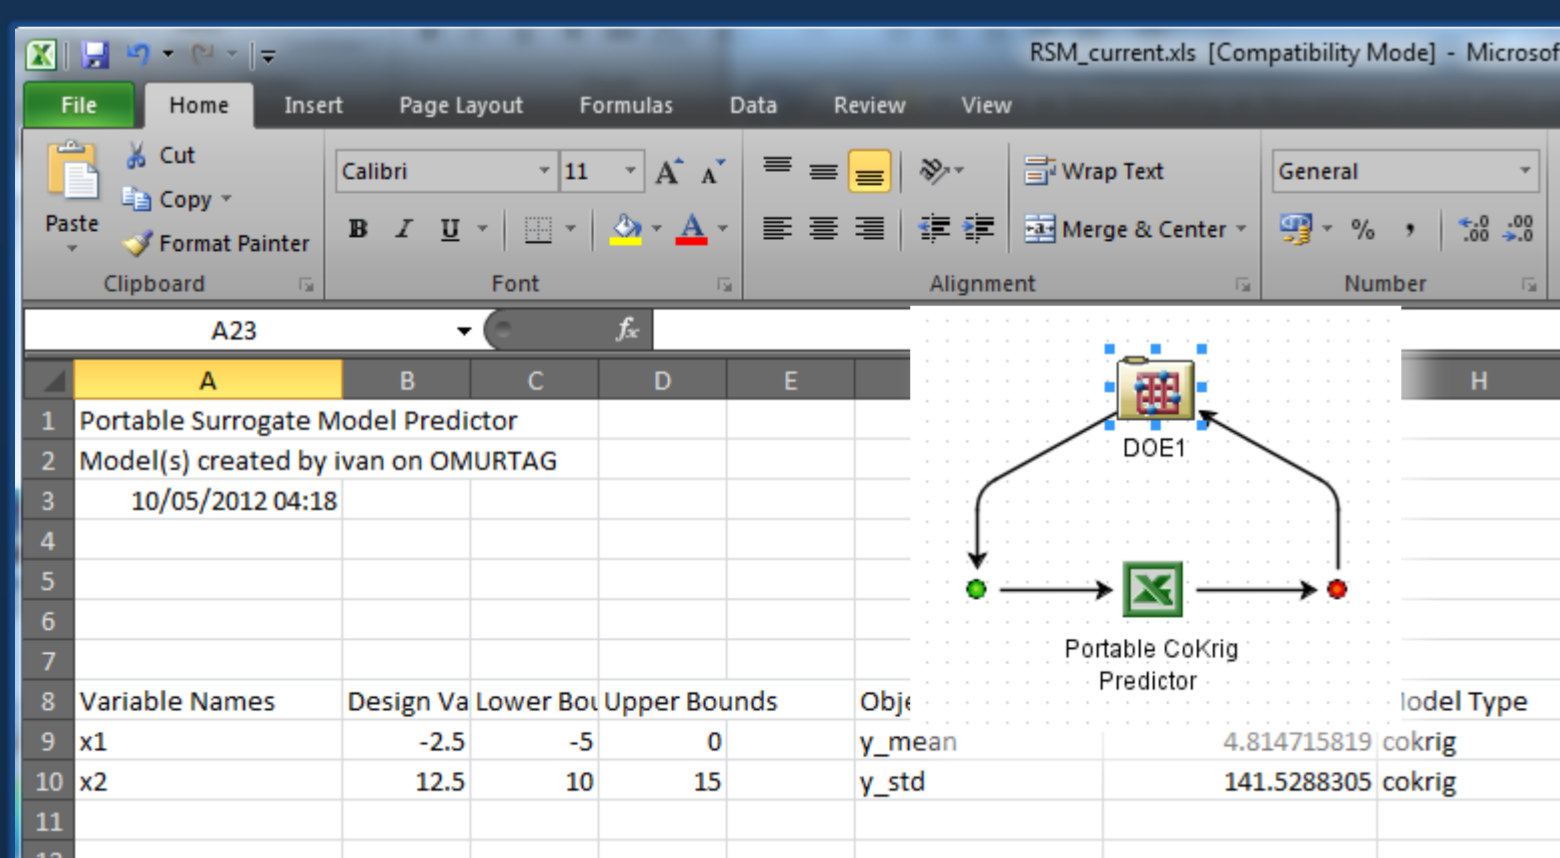 RSM_current.xls [Compatibility Mode] - Microsof
File Home Insert Page Layout Formulas Data Review View
Paste
Cut
Copy
Format Painter
Clipboard
Calibri 11
B I U
Font
Wrap Text
Merge & Center
Alignment
General
%
Number
A23 fx
A B C D E H
1 Portable Surrogate Model Predictor
2 Model(s) created by ivan on OMURTAG
3 10/05/2012 04:18
4
5
6
7
8 Variable Names Design Va Lower Bou Upper Bounds Obje odel Type
9 x1 -2.5 -5 0 y_mean 4.814715819 cokrig
10 x2 12.5 10 15 y_std 141.5288305 cokrig
11
DOE1
Portable CoKrig
Predictor